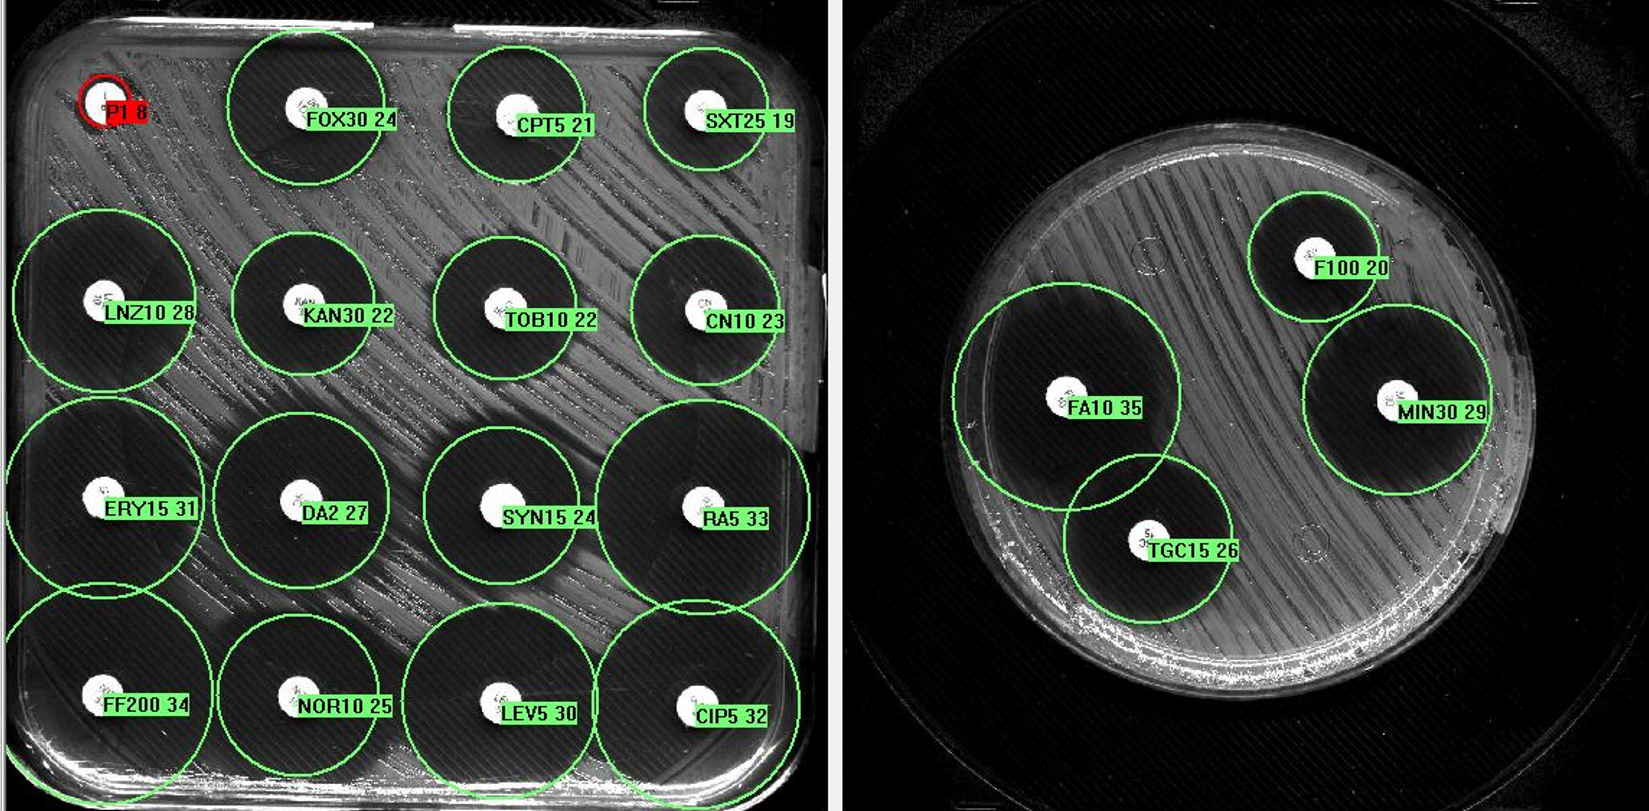 P1 8
FOX30 24
CPT5 21
SXT25 19
LNZ10 28
KAN30 22
TOB10 22
CN10 23
ERY15 31
DA2 27
SYN15 24
RA5 33
FF200 34
NOR10 25
LEV5 30
CIP5 32
F100 20
FA10 35
MIN30 29
TGC15 26